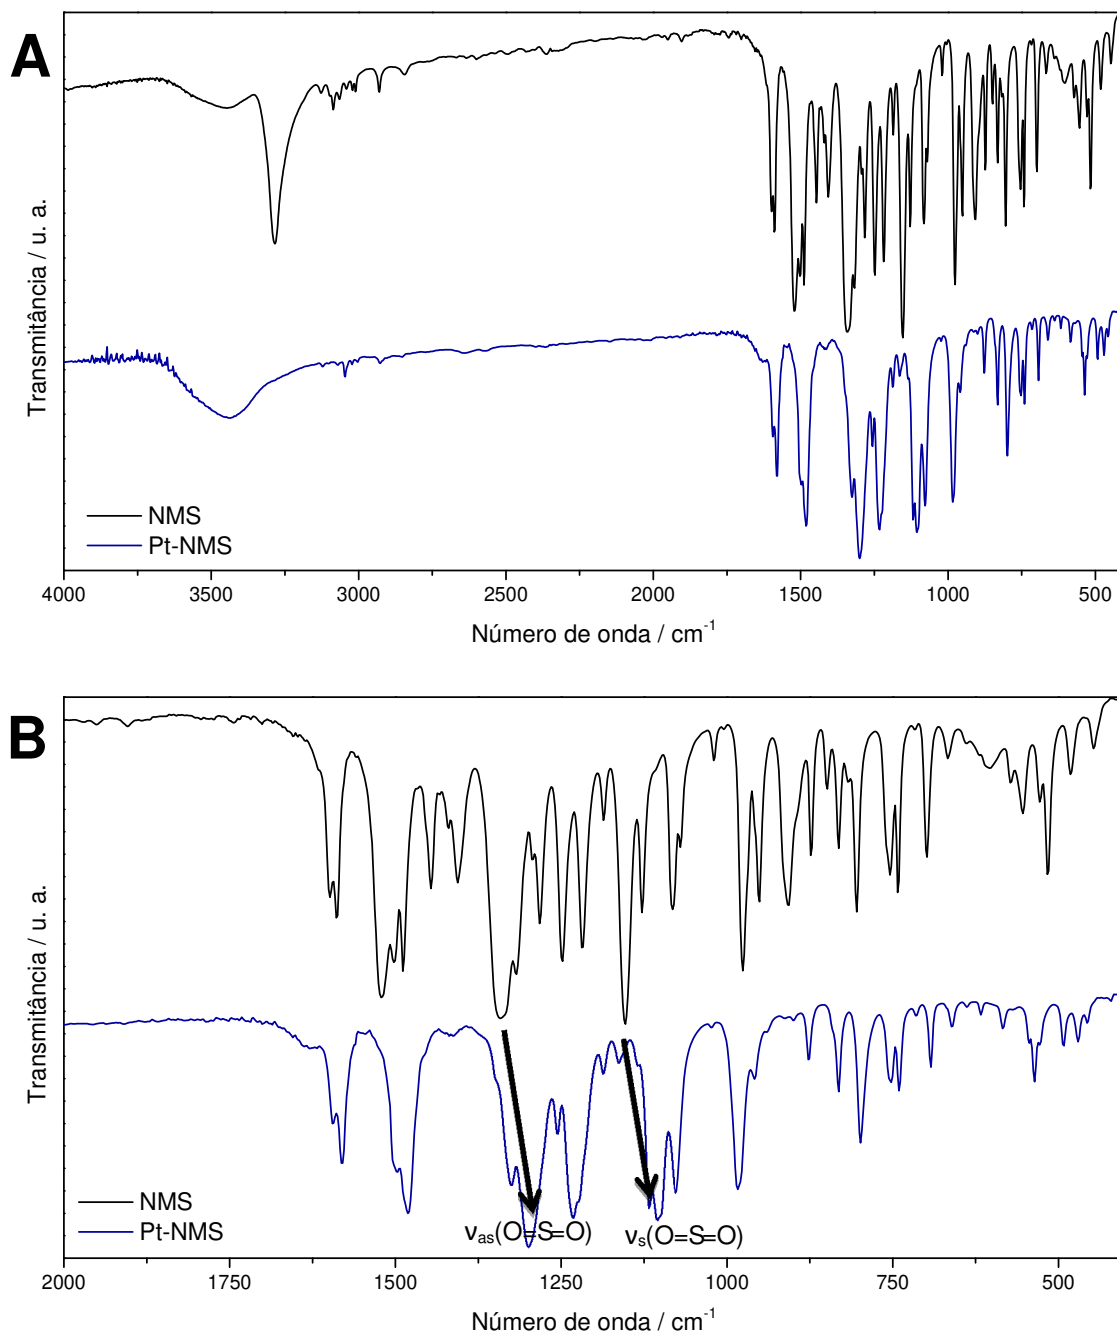 A
Transmitância / u. a.
NMS
Pt-NMS
4000 3500 3000 2500 2000 1500 1000 500
Número de onda / cm⁻¹
B
Transmitância / u. a.
NMS
Pt-NMS
νas(O=S=O) νs(O=S=O)
2000 1750 1500 1250 1000 750 500
Número de onda / cm⁻¹